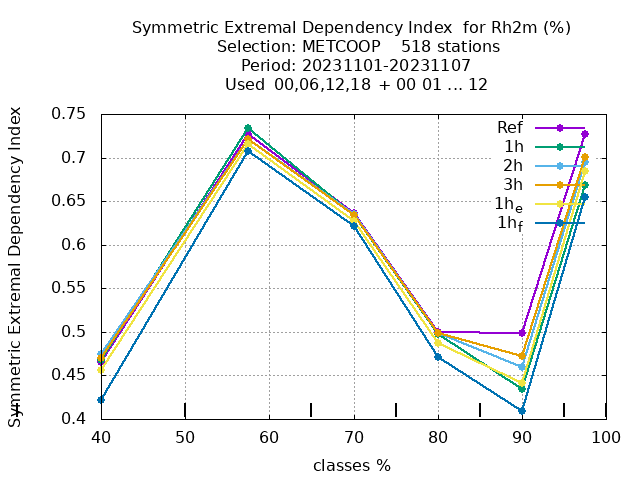 Symmetric Extremal Dependency Index  for Rh2m (%)
Selection: METCOOP    518 stations
Period: 20231101-20231107
Used  00,06,12,18 + 00 01 ... 12
Symmetric Extremal Dependency Index
0.75
0.7
0.65
0.6
0.55
0.5
0.45
0.4
Ref
1h
2h
3h
1hₑ
1h_f
40 50 60 70 80 90 100
classes %